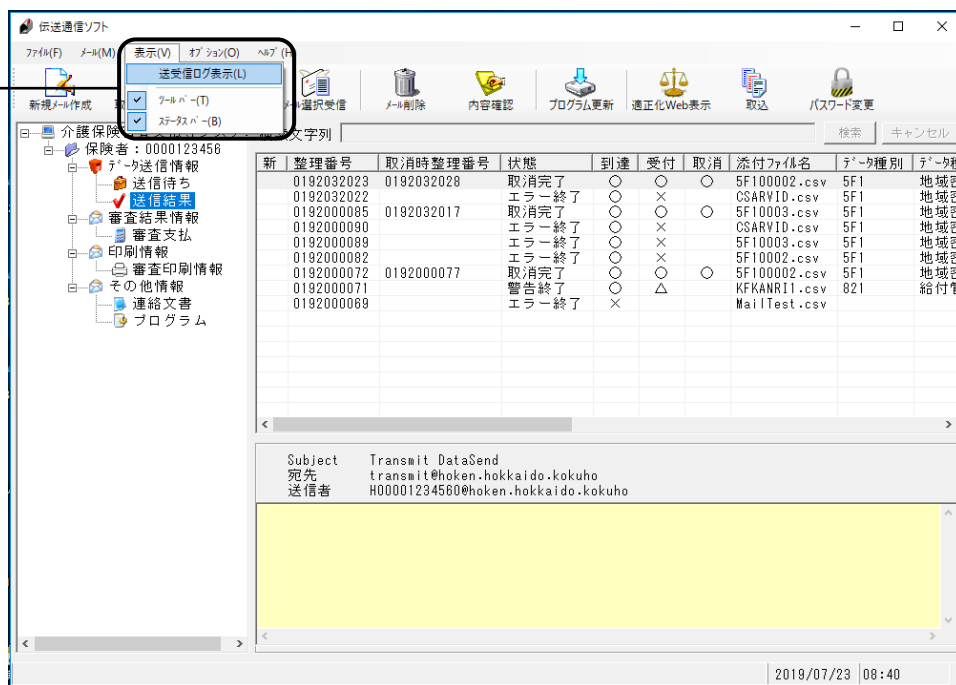 伝送通信ソフト
ﾌｧｲﾙ(F) ﾒｰﾙ(M) 表示(V) ｵﾌﾟｼｮﾝ(O) ﾍﾙﾌﾟ(H
送受信ログ表示(L)
ﾂｰﾙﾊﾞｰ(T)
ｽﾃｰﾀｽﾊﾞｰ(B)
新規ﾒｰﾙ作成 ﾒｰﾙ選択受信 ﾒｰﾙ削除 内容確認 ﾌﾟﾛｸﾞﾗﾑ更新 適正化Web表示 取込 ﾊﾟｽﾜｰﾄﾞ変更
文字列 検索 ｷｬﾝｾﾙ
介護保険
保険者：0000123456
ﾃﾞｰﾀ送信情報
送信待ち
送信結果
審査結果情報
審査支払
印刷情報
審査印刷情報
その他情報
連絡文書
プログラム
新 整理番号 取消時整理番号 状態 到達 受付 取消 添付ﾌｧｲﾙ名 ﾃﾞｰﾀ種別 ﾃﾞｰﾀ種
0192032023 0192032028 取消完了 ○ ○ ○ 5F100002.csv 5F1 地域密
0192032022 エラー終了 ○ × CSARVID.csv 5F1 地域密
0192000085 0192032017 取消完了 ○ ○ ○ 5F10003.csv 5F1 地域密
0192000090 エラー終了 ○ × CSARVID.csv 5F1 地域密
0192000089 エラー終了 ○ × 5F10003.csv 5F1 地域密
0192000082 エラー終了 ○ × 5F10002.csv 5F1 地域密
0192000072 0192000077 取消完了 ○ ○ ○ 5F100002.csv 5F1 地域密
0192000071 警告終了 ○ △ KFKANRI1.csv 821 給付管
0192000069 エラー終了 × MailTest.csv
Subject Transmit DataSend
宛先 transmit@hoken.hokkaido.kokuho
送信者 H00001234560@hoken.hokkaido.kokuho
2019/07/23 08:40